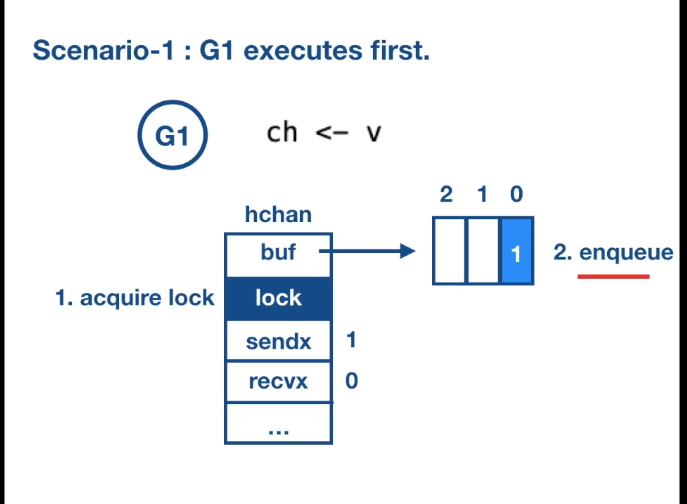 Scenario-1 : G1 executes first.
G1
ch <- v
2 1 0
hchan
buf
1
2. enqueue
1. acquire lock
lock
sendx
1
recvx
0
...